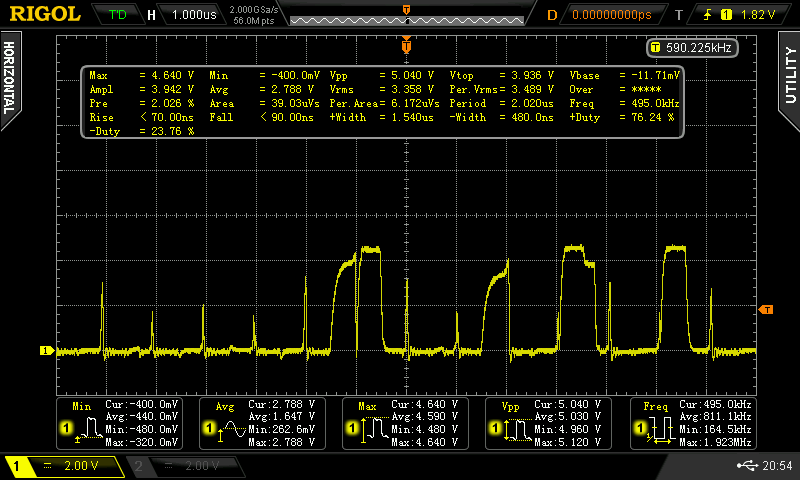 RIGOL T'D H 1.000us 2.000GSa/s 56.0M pts T D 0.00000000ps T 1 1.82 V
HORIZONTAL
UTILITY
T
T 590.225kHz
Max = 4.640 V Min = -400.0mV Vpp = 5.040 V Vtop = 3.936 V Vbase = -11.71mV
Ampl = 3.942 V Avg = 2.788 V Vrms = 3.358 V Per.Vrms= 3.489 V Over = *****
Pre = 2.026 % Area = 39.03uVs Per.Area= 6.172uVs Period = 2.020us Freq = 495.0kHz
Rise < 70.00ns Fall < 90.00ns +Width = 1.540us -Width = 480.0ns +Duty = 76.24 %
-Duty = 23.76 %
T
1
Min Cur:-400.0mV Avg Cur:2.788 V Max Cur:4.640 V Vpp Cur:5.040 V Freq Cur:495.0kHz
Avg:-440.0mV Avg:1.647 V Avg:4.590 V Avg:5.030 V Avg:811.1kHz
1 Min:-480.0mV 1 Min:262.6mV 1 Min:4.480 V 1 Min:4.960 V 1 Min:164.5kHz
Max:-320.0mV Max:2.788 V Max:4.640 V Max:5.120 V Max:1.923MHz
1 2.00 V 2 2.00 V 20:54